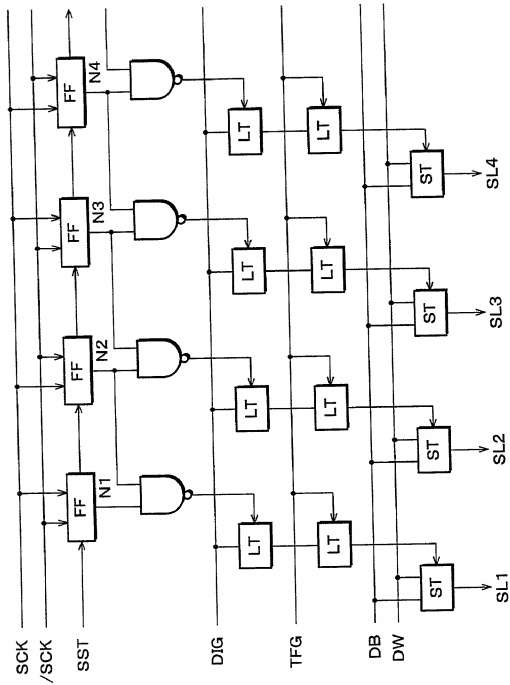 SCK
/SCK
SST
FF
FF
FF
FF
N1
N2
N3
N4
DIG
LT
LT
LT
LT
TFG
LT
LT
LT
LT
DB
DW
ST
ST
ST
ST
SL1
SL2
SL3
SL4